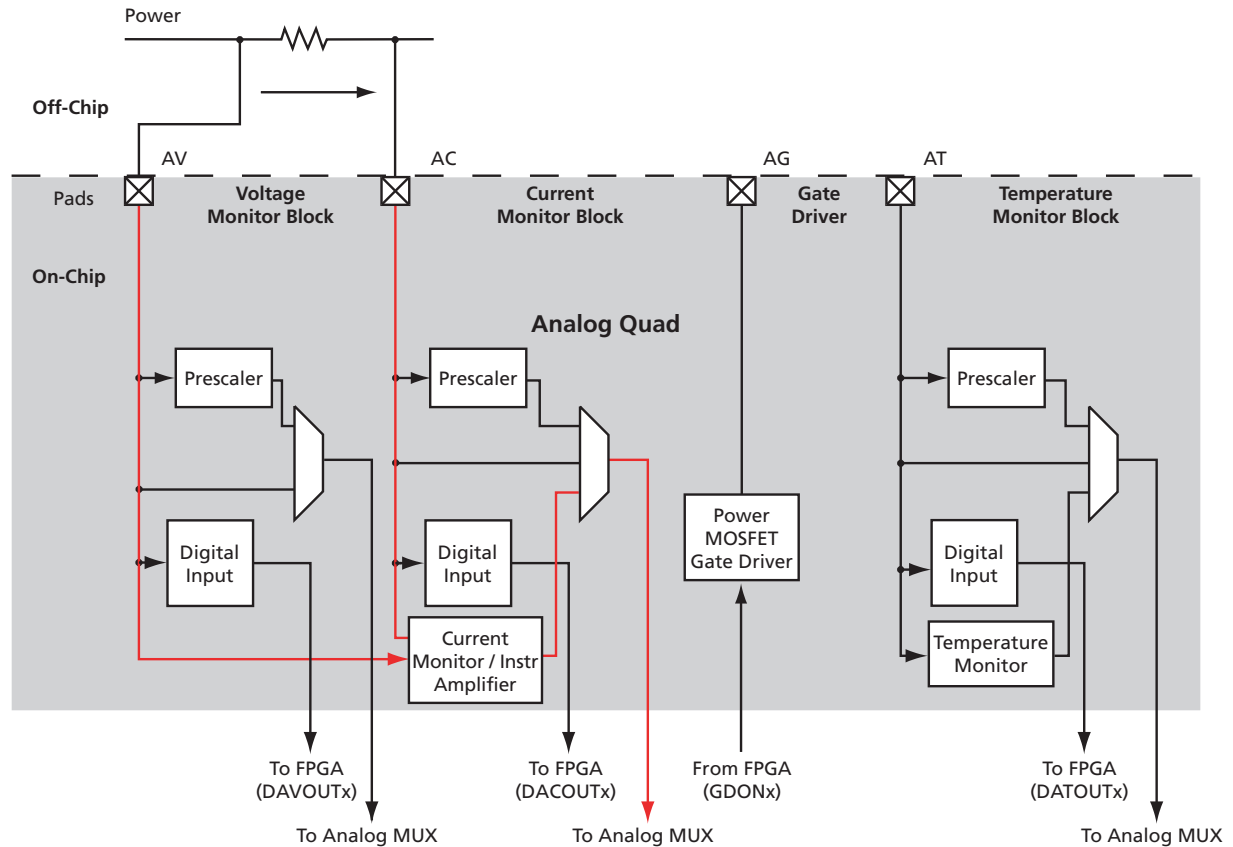 Power
Off-Chip
AV
AC
AG
AT
Pads
Voltage
Monitor Block
Current
Monitor Block
Gate
Driver
Temperature
Monitor Block
On-Chip
Analog Quad
Prescaler
Prescaler
Prescaler
Digital
Input
Digital
Input
Power
MOSFET
Gate Driver
Digital
Input
Current
Monitor / Instr
Amplifier
Temperature
Monitor
To FPGA
(DAVOUTx)
To FPGA
(DACOUTx)
From FPGA
(GDONx)
To FPGA
(DATOUTx)
To Analog MUX
To Analog MUX
To Analog MUX